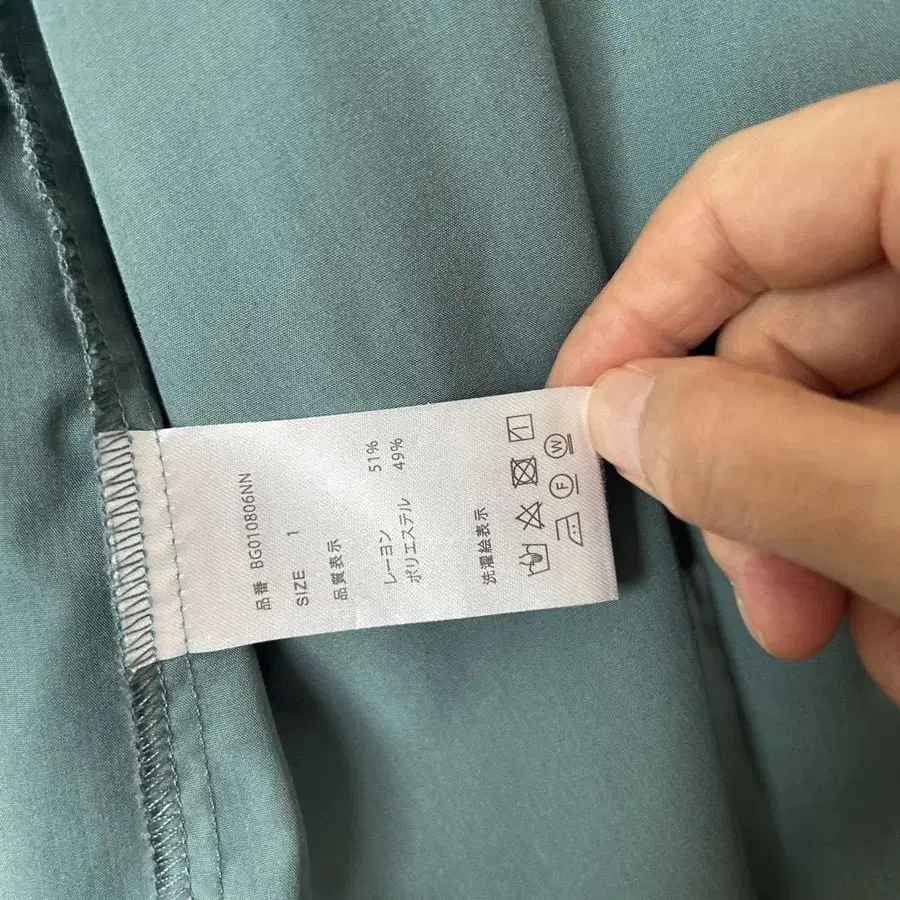 品番 BG010806NN
SIZE 1
品質表示
レーヨン 51%
ポリエステル 49%
洗濯絵表示
F W